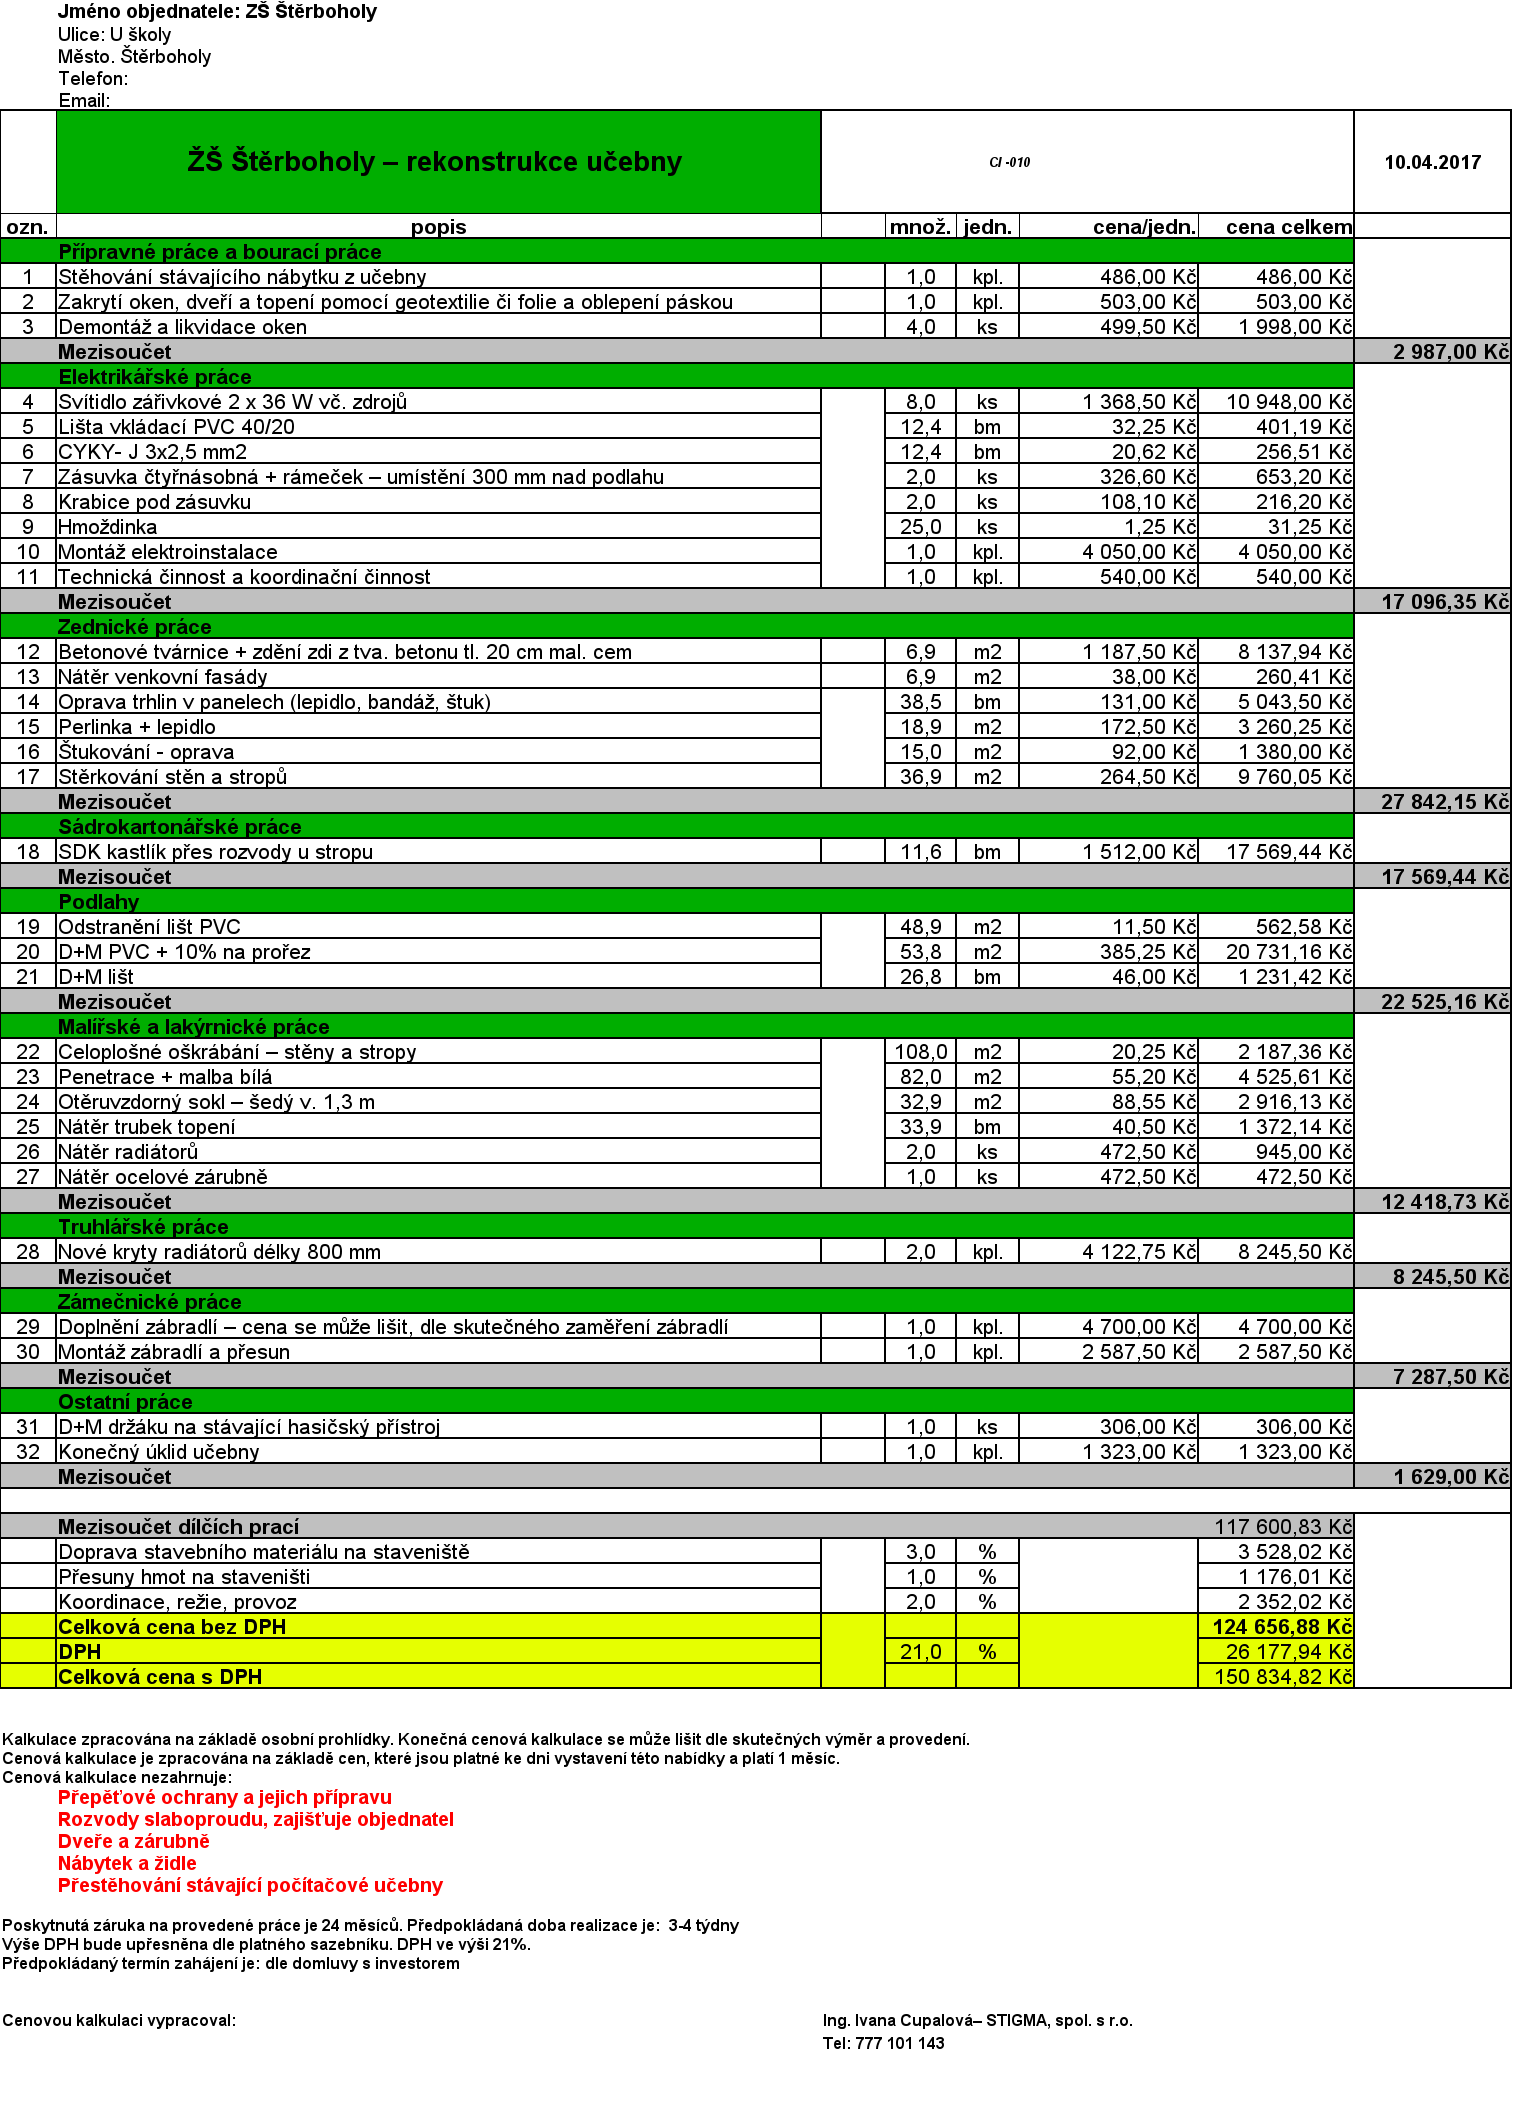 Jméno objednatele: ZŠ Štěrboholy
Ulice: U školy
Město. Štěrboholy
Telefon:
Email:
ŽŠ Štěrboholy – rekonstrukce učebny CI -010 10.04.2017
ozn. popis množ. jedn. cena/jedn. cena celkem
Přípravné práce a bourací práce
1 Stěhování stávajícího nábytku z učebny 1,0 kpl. 486,00 Kč 486,00 Kč
2 Zakrytí oken, dveří a topení pomocí geotextilie či folie a oblepení páskou 1,0 kpl. 503,00 Kč 503,00 Kč
3 Demontáž a likvidace oken 4,0 ks 499,50 Kč 1 998,00 Kč
Mezisoučet 2 987,00 Kč
Elektrikářské práce
4 Svítidlo zářivkové 2 x 36 W vč. zdrojů 8,0 ks 1 368,50 Kč 10 948,00 Kč
5 Lišta vkládací PVC 40/20 12,4 bm 32,25 Kč 401,19 Kč
6 CYKY- J 3x2,5 mm2 12,4 bm 20,62 Kč 256,51 Kč
7 Zásuvka čtyřnásobná + rámeček – umístění 300 mm nad podlahu 2,0 ks 326,60 Kč 653,20 Kč
8 Krabice pod zásuvku 2,0 ks 108,10 Kč 216,20 Kč
9 Hmoždinka 25,0 ks 1,25 Kč 31,25 Kč
10 Montáž elektroinstalace 1,0 kpl. 4 050,00 Kč 4 050,00 Kč
11 Technická činnost a koordinační činnost 1,0 kpl. 540,00 Kč 540,00 Kč
Mezisoučet 17 096,35 Kč
Zednické práce
12 Betonové tvárnice + zdění zdi z tva. betonu tl. 20 cm mal. cem 6,9 m2 1 187,50 Kč 8 137,94 Kč
13 Nátěr venkovní fasády 6,9 m2 38,00 Kč 260,41 Kč
14 Oprava trhlin v panelech (lepidlo, bandáž, štuk) 38,5 bm 131,00 Kč 5 043,50 Kč
15 Perlinka + lepidlo 18,9 m2 172,50 Kč 3 260,25 Kč
16 Štukování - oprava 15,0 m2 92,00 Kč 1 380,00 Kč
17 Stěrkování stěn a stropů 36,9 m2 264,50 Kč 9 760,05 Kč
Mezisoučet 27 842,15 Kč
Sádrokartonářské práce
18 SDK kastlík přes rozvody u stropu 11,6 bm 1 512,00 Kč 17 569,44 Kč
Mezisoučet 17 569,44 Kč
Podlahy
19 Odstranění lišt PVC 48,9 m2 11,50 Kč 562,58 Kč
20 D+M PVC + 10% na prořez 53,8 m2 385,25 Kč 20 731,16 Kč
21 D+M lišt 26,8 bm 46,00 Kč 1 231,42 Kč
Mezisoučet 22 525,16 Kč
Malířské a lakýrnické práce
22 Celoplošné oškrábání – stěny a stropy 108,0 m2 20,25 Kč 2 187,36 Kč
23 Penetrace + malba bílá 82,0 m2 55,20 Kč 4 525,61 Kč
24 Otěruvzdorný sokl – šedý v. 1,3 m 32,9 m2 88,55 Kč 2 916,13 Kč
25 Nátěr trubek topení 33,9 bm 40,50 Kč 1 372,14 Kč
26 Nátěr radiátorů 2,0 ks 472,50 Kč 945,00 Kč
27 Nátěr ocelové zárubně 1,0 ks 472,50 Kč 472,50 Kč
Mezisoučet 12 418,73 Kč
Truhlářské práce
28 Nové kryty radiátorů délky 800 mm 2,0 kpl. 4 122,75 Kč 8 245,50 Kč
Mezisoučet 8 245,50 Kč
Zámečnické práce
29 Doplnění zábradlí – cena se může lišit, dle skutečného zaměření zábradlí 1,0 kpl. 4 700,00 Kč 4 700,00 Kč
30 Montáž zábradlí a přesun 1,0 kpl. 2 587,50 Kč 2 587,50 Kč
Mezisoučet 7 287,50 Kč
Ostatní práce
31 D+M držáku na stávající hasičský přístroj 1,0 ks 306,00 Kč 306,00 Kč
32 Konečný úklid učebny 1,0 kpl. 1 323,00 Kč 1 323,00 Kč
Mezisoučet 1 629,00 Kč
Mezisoučet dílčích prací 117 600,83 Kč
Doprava stavebního materiálu na staveniště 3,0 % 3 528,02 Kč
Přesuny hmot na staveništi 1,0 % 1 176,01 Kč
Koordinace, režie, provoz 2,0 % 2 352,02 Kč
Celková cena bez DPH 124 656,88 Kč
DPH 21,0 % 26 177,94 Kč
Celková cena s DPH 150 834,82 Kč
Kalkulace zpracována na základě osobní prohlídky. Konečná cenová kalkulace se může lišit dle skutečných výměr a provedení.
Cenová kalkulace je zpracována na základě cen, které jsou platné ke dni vystavení této nabídky a platí 1 měsíc.
Cenová kalkulace nezahrnuje:
Přepěťové ochrany a jejich přípravu
Rozvody slaboproudu, zajišťuje objednatel
Dveře a zárubně
Nábytek a židle
Přestěhování stávající počítačové učebny
Poskytnutá záruka na provedené práce je 24 měsíců. Předpokládaná doba realizace je: 3-4 týdny
Výše DPH bude upřesněna dle platného sazebníku. DPH ve výši 21%.
Předpokládaný termín zahájení je: dle domluvy s investorem
Cenovou kalkulaci vypracoval: Ing. Ivana Cupalová– STIGMA, spol. s r.o.
Tel: 777 101 143